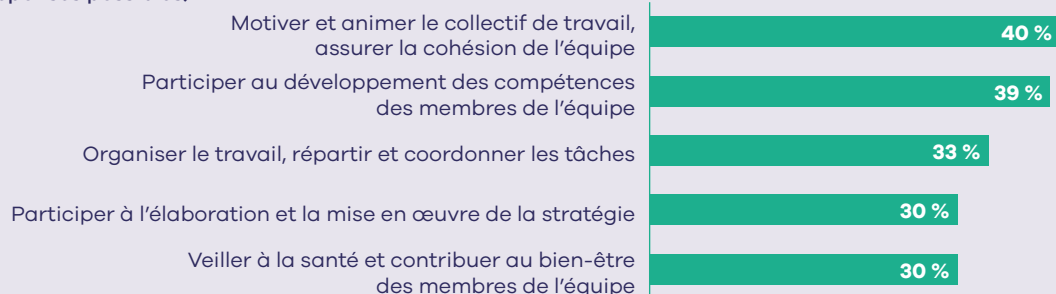 Motiver et animer le collectif de travail,
assurer la cohésion de l'équipe
40 %
Participer au développement des compétences
des membres de l'équipe
39 %
Organiser le travail, répartir et coordonner les tâches
33 %
Participer à l'élaboration et la mise en œuvre de la stratégie
30 %
Veiller à la santé et contribuer au bien-être
des membres de l'équipe
30 %